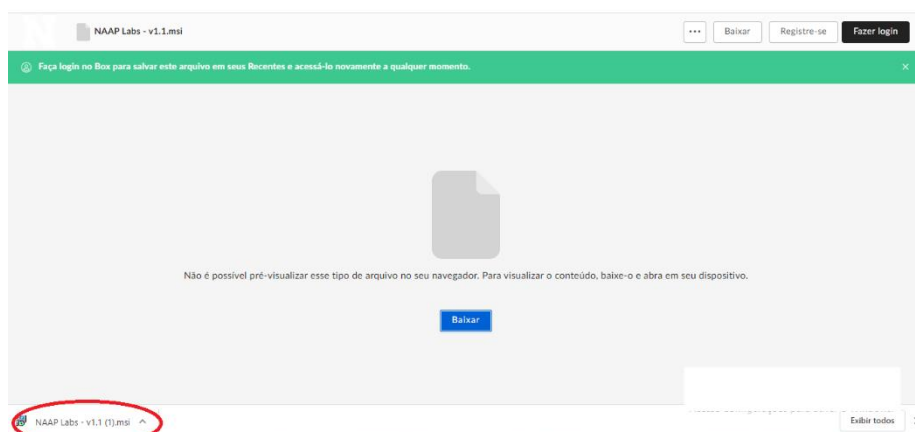 NAAP Labs - v1.1.msi
...
Baixar
Registre-se
Fazer login
Faça login no Box para salvar este arquivo em seus Recentes e acessá-lo novamente a qualquer momento.
Não é possível pré-visualizar esse tipo de arquivo no seu navegador. Para visualizar o conteúdo, baixe-o e abra em seu dispositivo.
Baixar
NAAP Labs - v1.1 (1).msi
Exibir todos